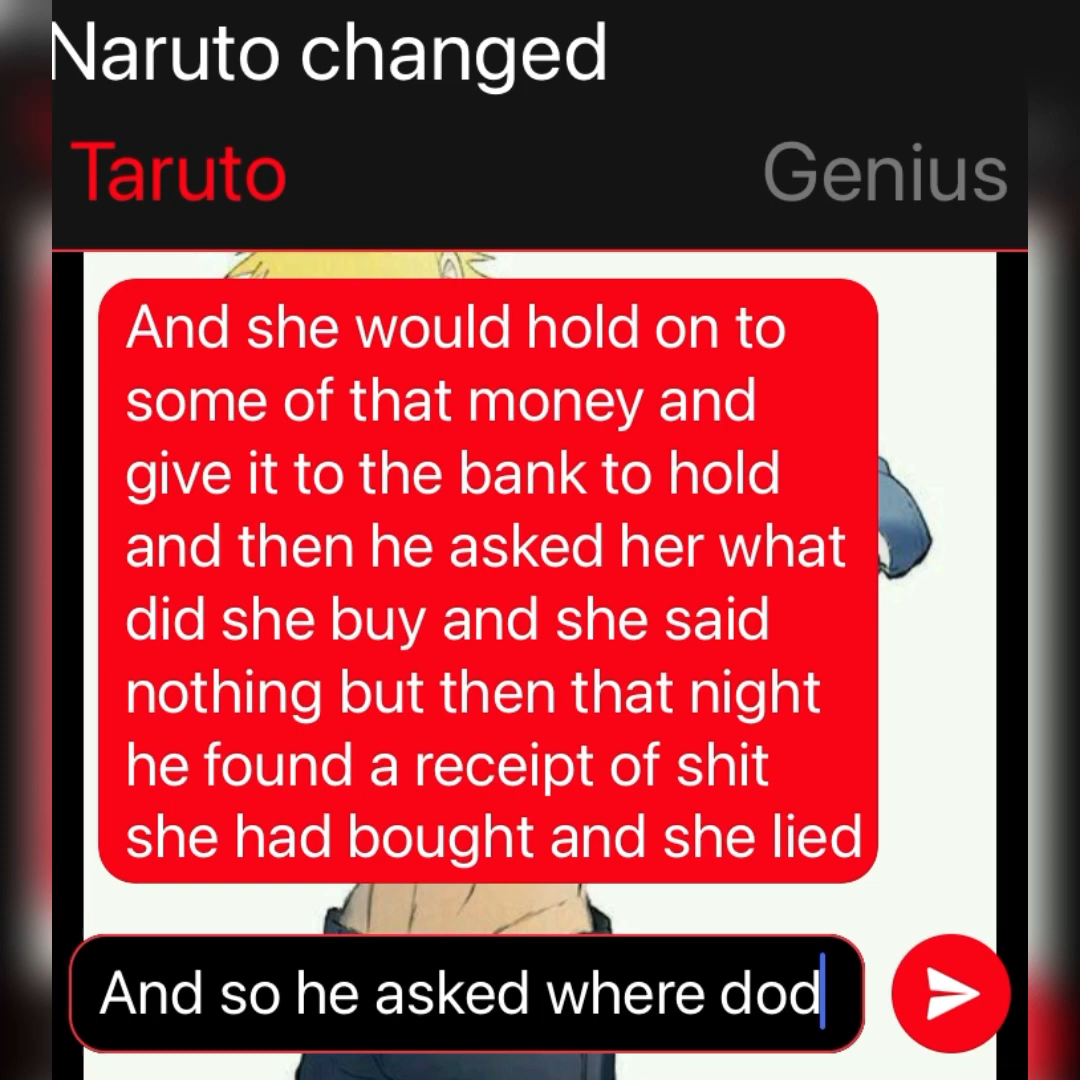 Naruto changed
Taruto
Genius
And she would hold on to
some of that money and
give it to the bank to hold
and then he asked her what
did she buy and she said
nothing but then that night
he found a receipt of shit
she had bought and she lied
And so he asked where dod